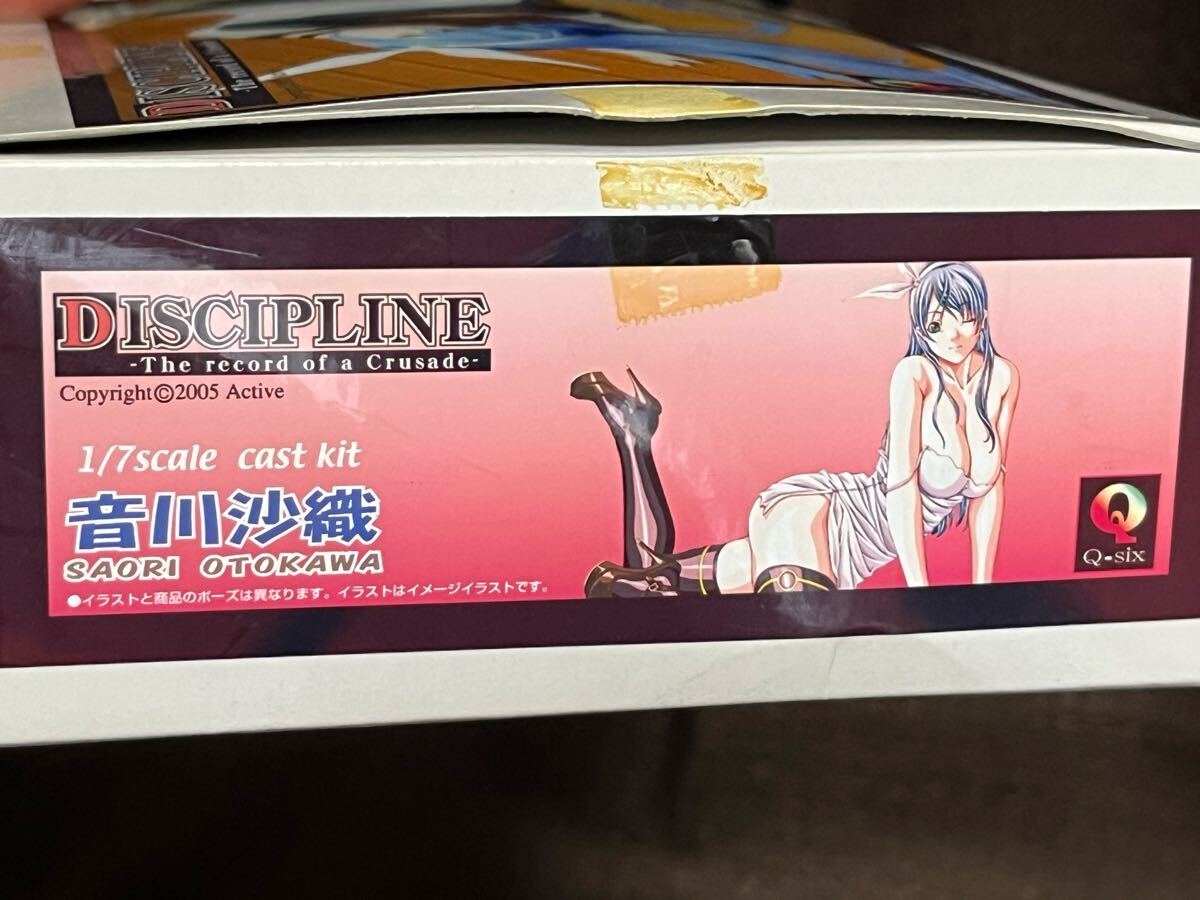 DISCIPLINE
-The record of a Crusade-
Copyright©2005 Active
1/7scale cast kit
音川沙織
SAORI OTOKAWA
●イラストと商品のポーズは異なります。イラストはイメージイラストです。
Q
Q-six